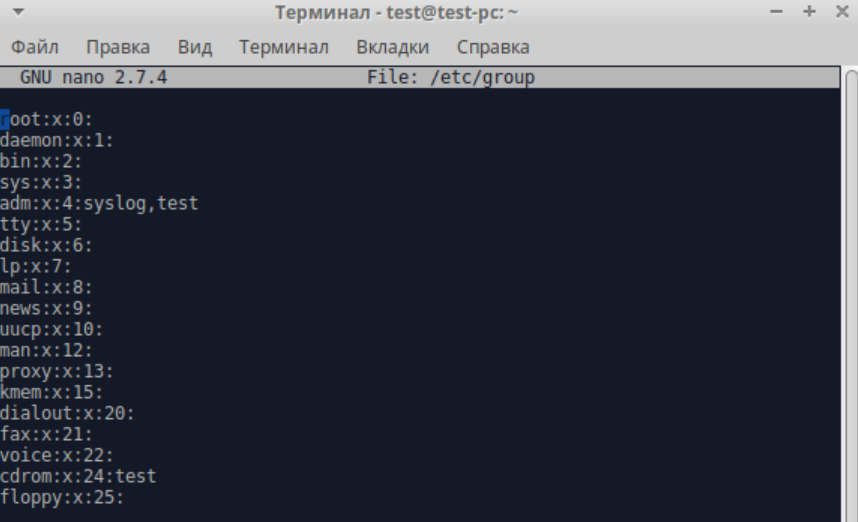 Терминал - test@test-pc: ~
Файл Правка Вид Терминал Вкладки Справка
GNU nano 2.7.4 File: /etc/group
root:x:0:
daemon:x:1:
bin:x:2:
sys:x:3:
adm:x:4:syslog,test
tty:x:5:
disk:x:6:
lp:x:7:
mail:x:8:
news:x:9:
uucp:x:10:
man:x:12:
proxy:x:13:
kmem:x:15:
dialout:x:20:
fax:x:21:
voice:x:22:
cdrom:x:24:test
floppy:x:25: